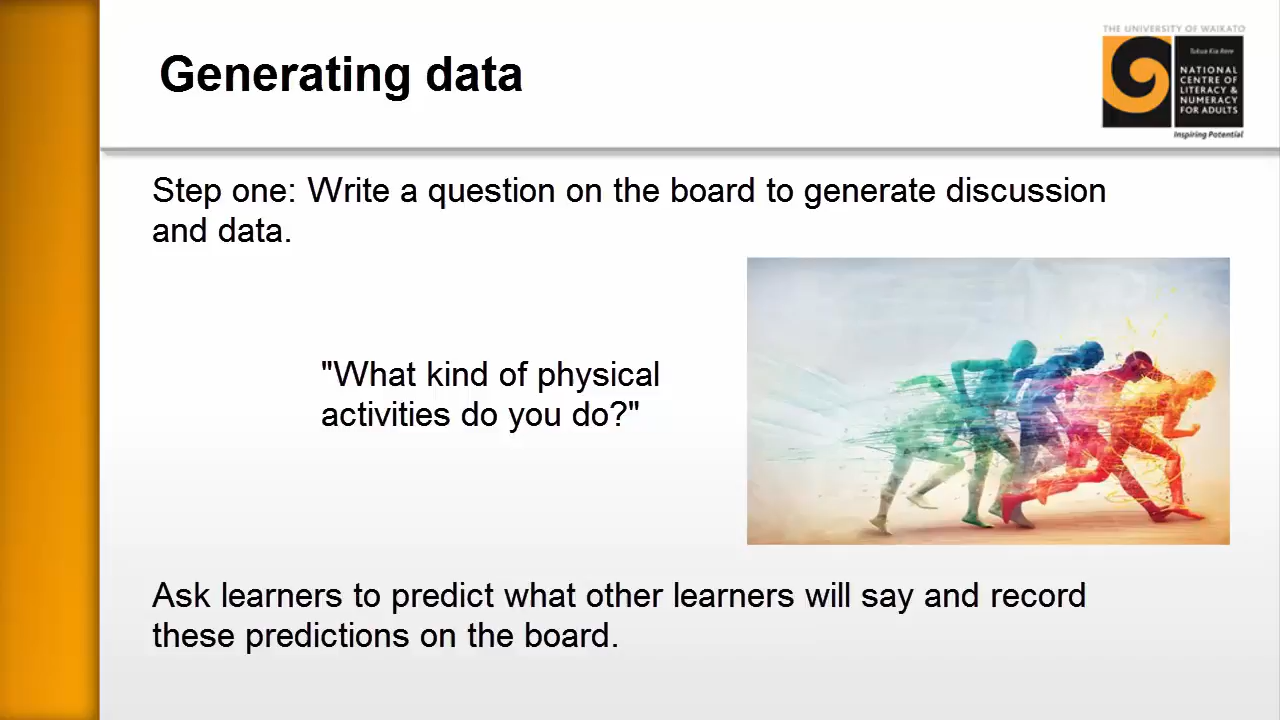 THE UNIVERSITY OF WAIKATO
Generating data
NATIONAL
CENTRE OF
LITERACY &
NUMERACY
FOR ADULTS
Inspiring Potential
Step one: Write a question on the board to generate discussion
and data.
"What kind of physical
activities do you do?"
Ask learners to predict what other learners will say and record
these predictions on the board.